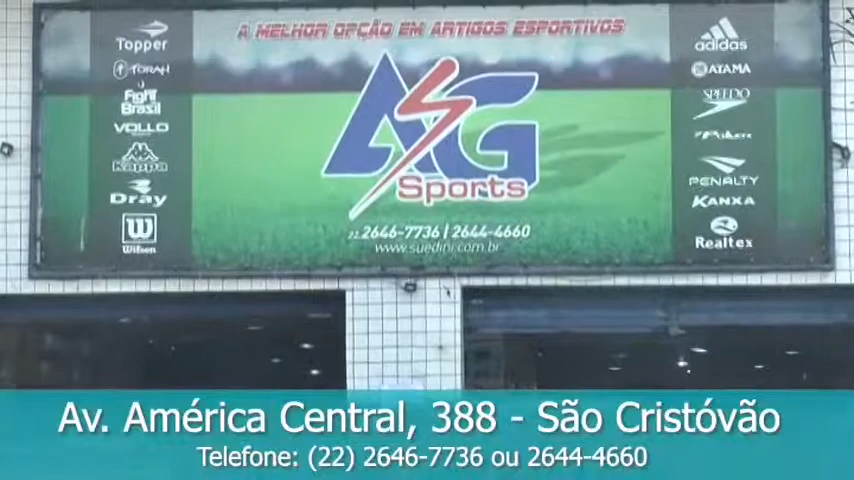 A MELHOR OPÇÃO EM ARTIGOS ESPORTIVOS
Topper
TORAH
Fight
Brasil
VOLLO
Kappa
Dray
W
Wilson
ASG
Sports
22 2646-7736 | 2644-4660
www.suedini.com.br
adidas
ATAMA
SPEEDO
PENALTY
KANXA
Realtex
Av. América Central, 388 - São Cristóvão
Telefone: (22) 2646-7736 ou 2644-4660